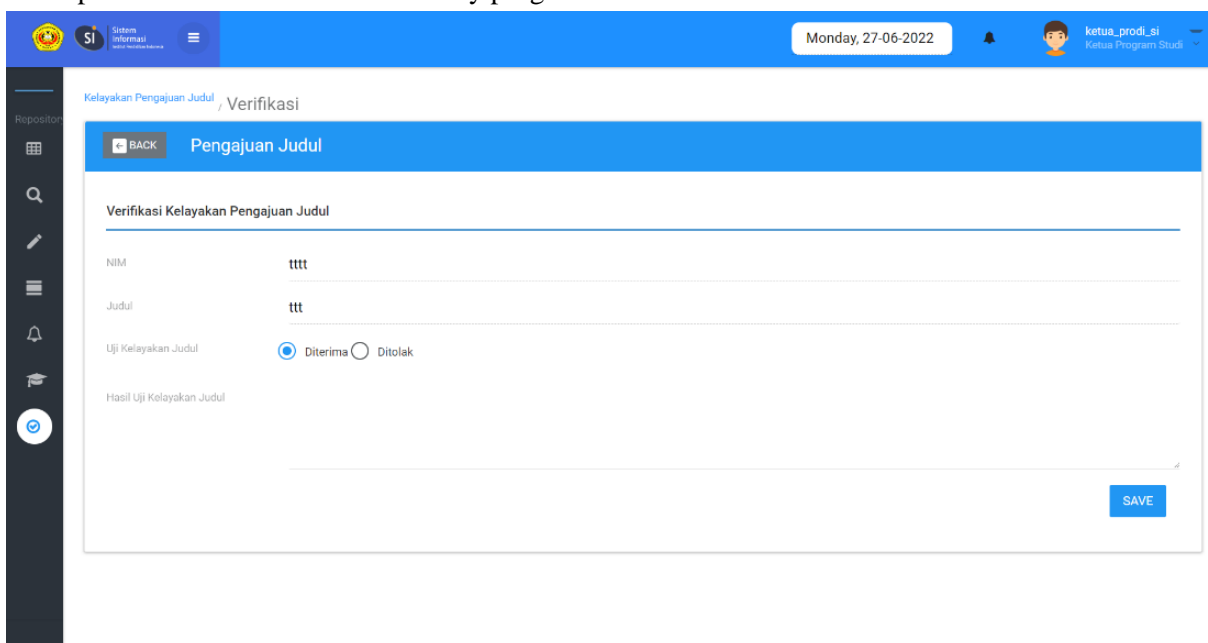 SI Sistem
Informasi
Monday, 27-06-2022
ketua_prodi_si
Ketua Program Studi
Kelayakan Pengajuan Judul / Verifikasi
Repositor
BACK Pengajuan Judul
Verifikasi Kelayakan Pengajuan Judul
NIM tttt
Judul ttt
Uji Kelayakan Judul Diterima Ditolak
Hasil Uji Kelayakan Judul
SAVE